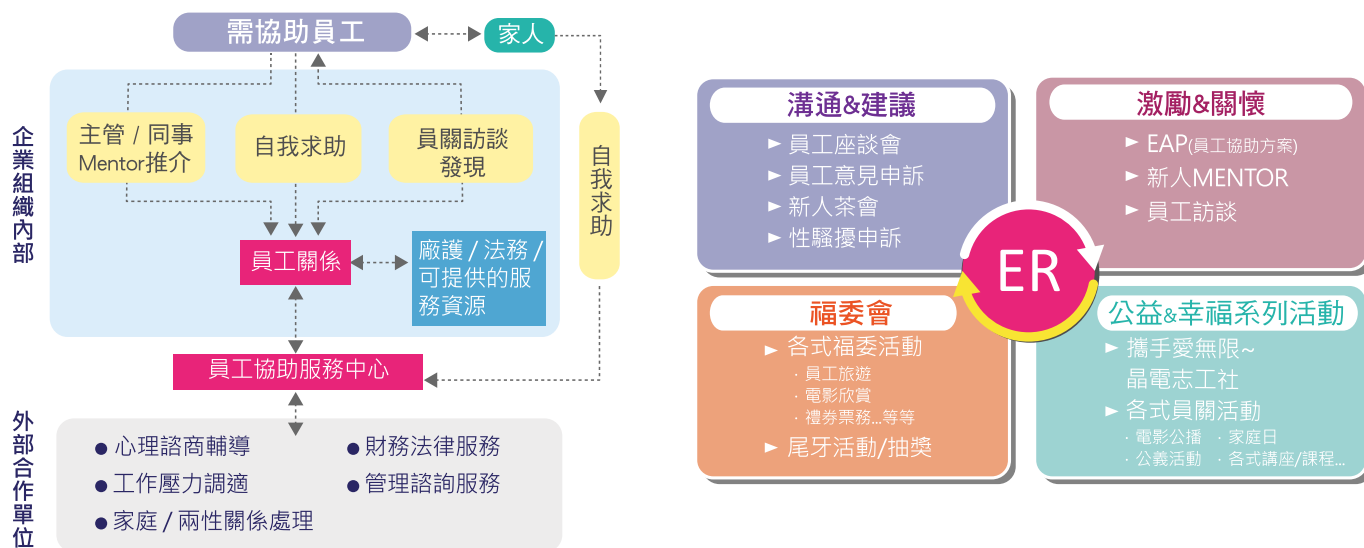 需協助員工
家人
企業組織內部
主管 / 同事
Mentor推介
自我求助
員關訪談
發現
自我求助
員工關係
廠護 / 法務 /
可提供的服
務資源
員工協助服務中心
外部合作單位
心理諮商輔導
財務法律服務
工作壓力調適
管理諮詢服務
家庭 / 兩性關係處理
溝通&建議
員工座談會
員工意見申訴
新人茶會
性騷擾申訴
激勵&關懷
EAP(員工協助方案)
新人MENTOR
員工訪談
ER
福委會
各式福委活動
· 員工旅遊
· 電影欣賞
· 禮券票務...等等
尾牙活動/抽獎
公益&幸福系列活動
攜手愛無限~
晶電志工社
各式員關活動
· 電影公播 · 家庭日
· 公義活動 · 各式講座/課程...